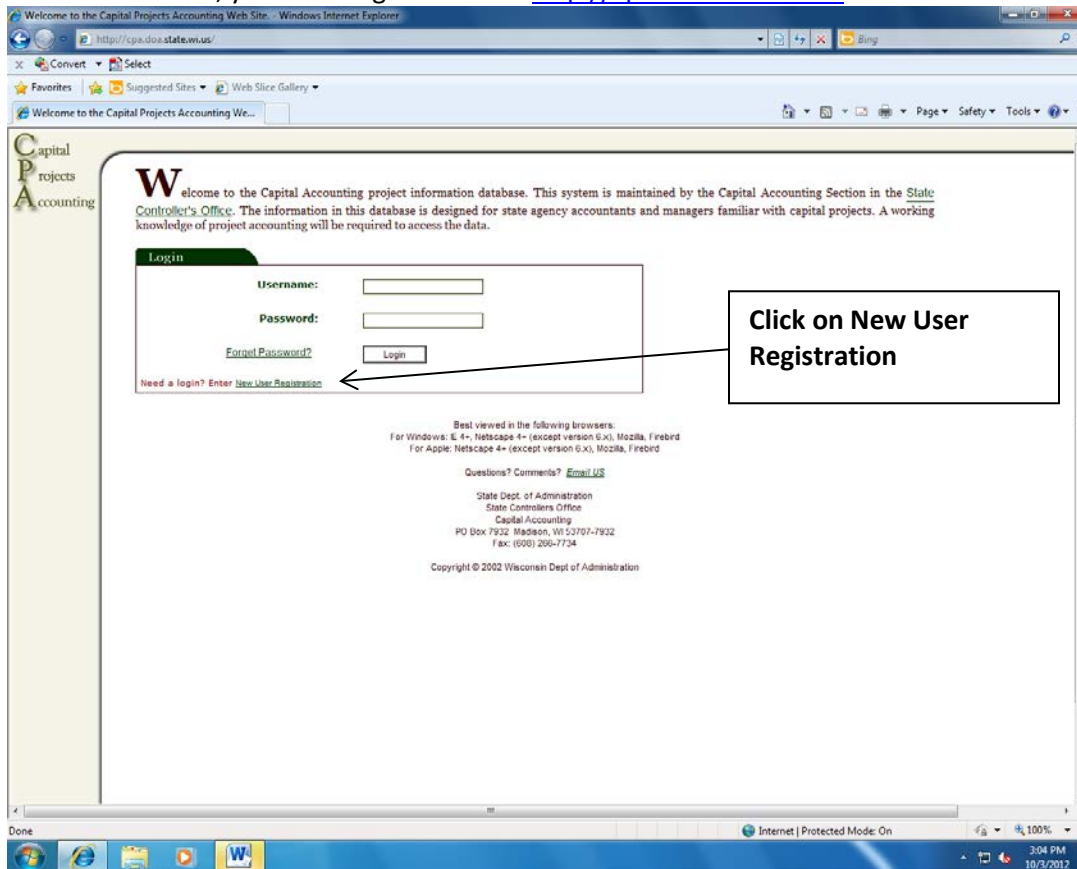 Welcome to the Capital Projects Accounting Web Site. - Windows Internet Explorer
http://cpa.doa.state.wi.us/
Bing
x Convert Select
Favorites Suggested Sites Web Slice Gallery
Welcome to the Capital Projects Accounting We...
Page Safety Tools
Capital
Projects
Accounting
Welcome to the Capital Accounting project information database. This system is maintained by the Capital Accounting Section in the State
Controller's Office. The information in this database is designed for state agency accountants and managers familiar with capital projects. A working
knowledge of project accounting will be required to access the data.
Login
Username:
Password:
Forget Password? Login
Need a login? Enter New User Registration
Click on New User
Registration
Best viewed in the following browsers:
For Windows: E 4+, Netscape 4+ (except version 6.x), Mozilla, Firebird
For Apple: Netscape 4+ (except version 6.x), Mozilla, Firebird
Questions? Comments? Email US
State Dept. of Administration
State Controllers Office
Capital Accounting
PO Box 7932 Madison, WI 53707-7932
Fax: (608) 266-7734
Copyright © 2002 Wisconsin Dept of Administration
Done
Internet | Protected Mode: On
100%
3:04 PM
10/3/2012